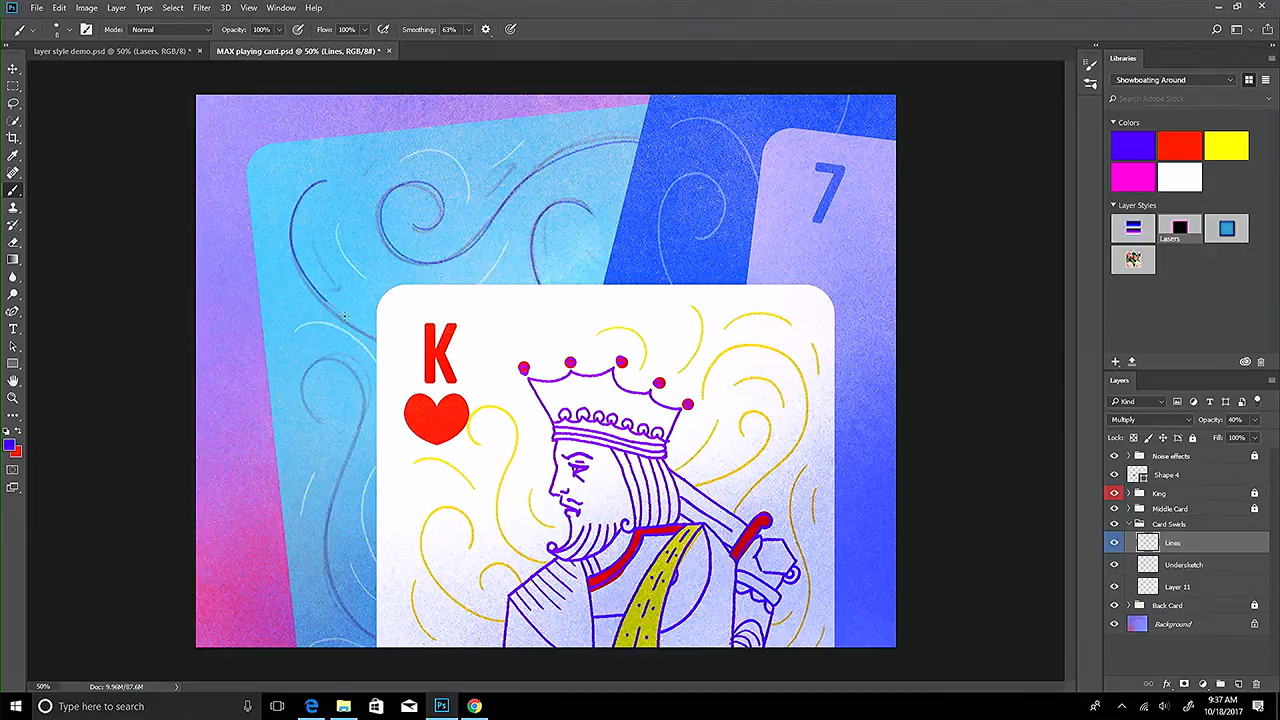 Ps File Edit Image Layer Type Select Filter 3D View Window Help
8 Mode: Normal Opacity: 100% Flow: 100% Smoothing: 63%
layer style demo.psd @ 50% (Lasers, RGB/8) * × MAX playing card.psd @ 50% (Lines, RGB/8#) * ×
Libraries
Showboating Around
Search Adobe Stock
Colors
Layer Styles
Lasers
7
K
Layers
Kind
Multiply Opacity: 40%
Locks: Fill: 100%
Noise effects
Shape 4
King
Middle Card
Card Swirls
Lines
Undersketch
Layer 11
Back Card
Background
50% Doc: 9.96M/87.6M
Type here to search
Ps
9:37 AM
10/18/2017